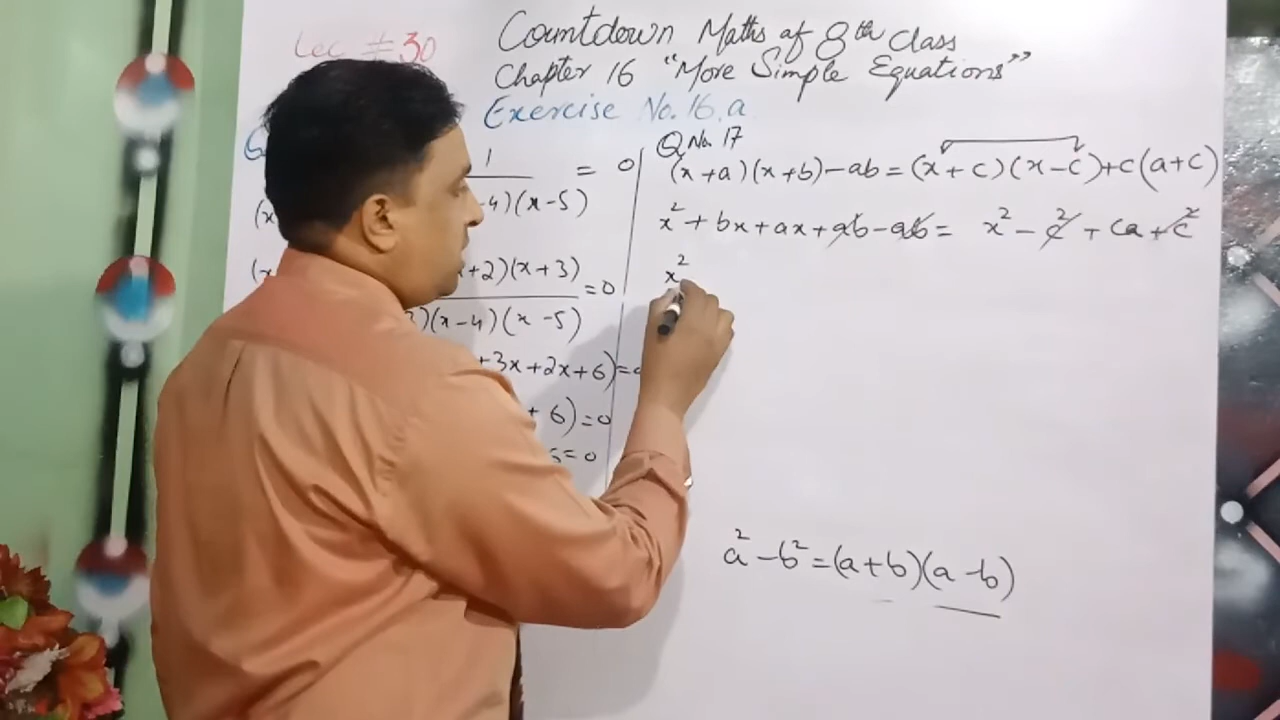 Lec # 30
Countdown Maths of 8th Class
Chapter 16 "More Simple Equations"
Exercise No. 16.a
1 = 0
-4)(x-5)
+2)(x+3) = 0
)(x-4)(x-5)
+3x+2x+6)=0
+6)=0
=0
Q No. 17
(x+a)(x+b)-ab=(x+c)(x-c)+c(a+c)
x²+bx+ax+ab-ab= x²-c²+ca+c²
x²
a²-b²=(a+b)(a-b)